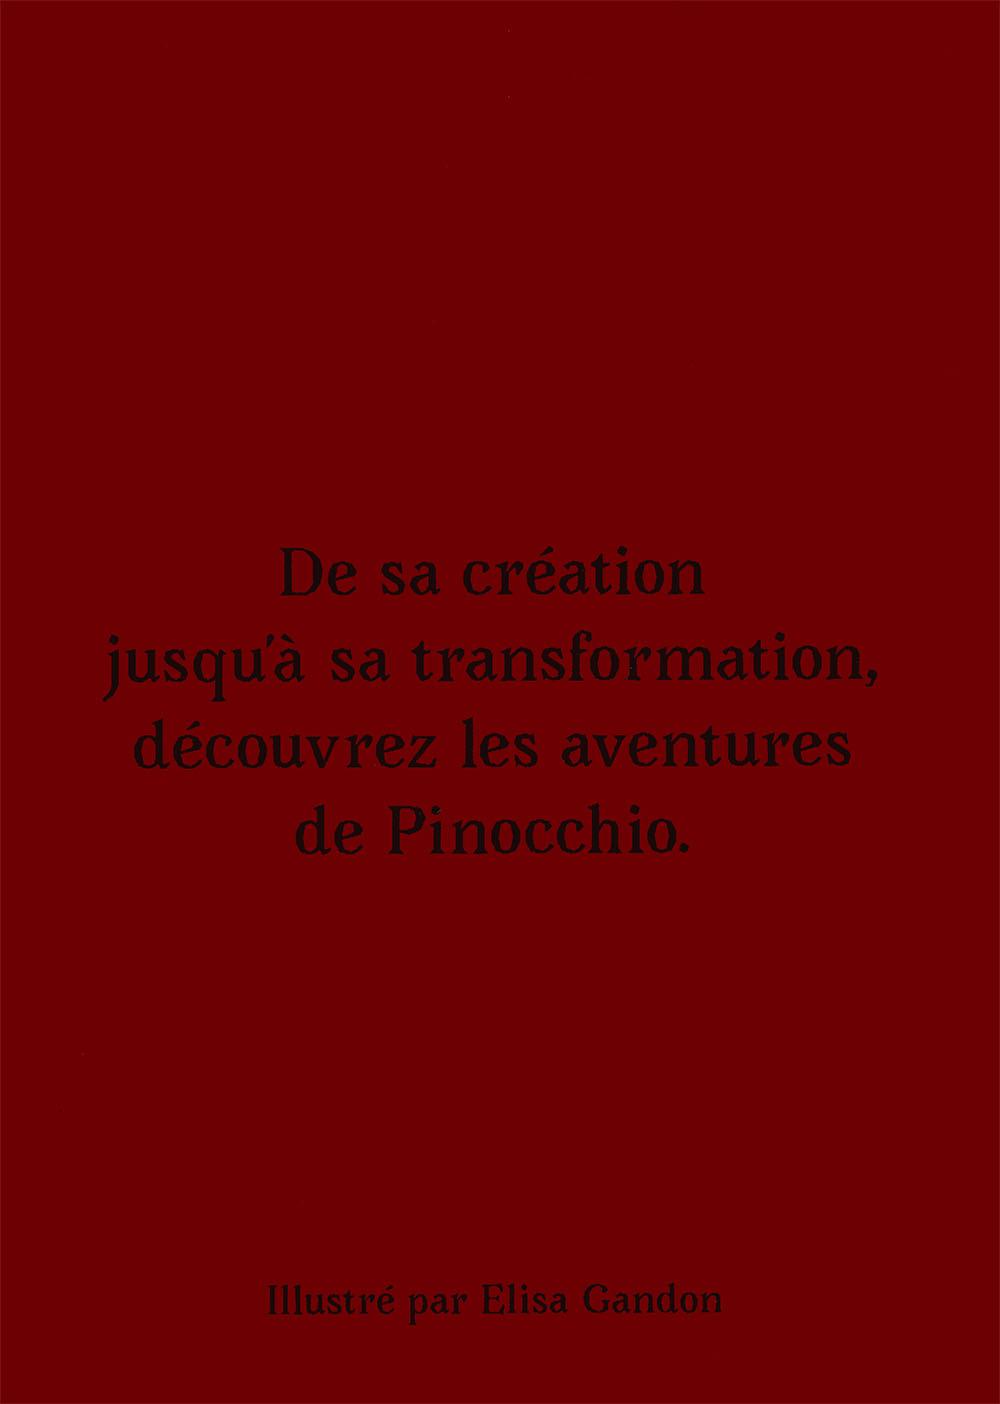 De sa création
jusqu'à sa transformation,
découvrez les aventures
de Pinocchio.
Illustré par Elisa Gandon